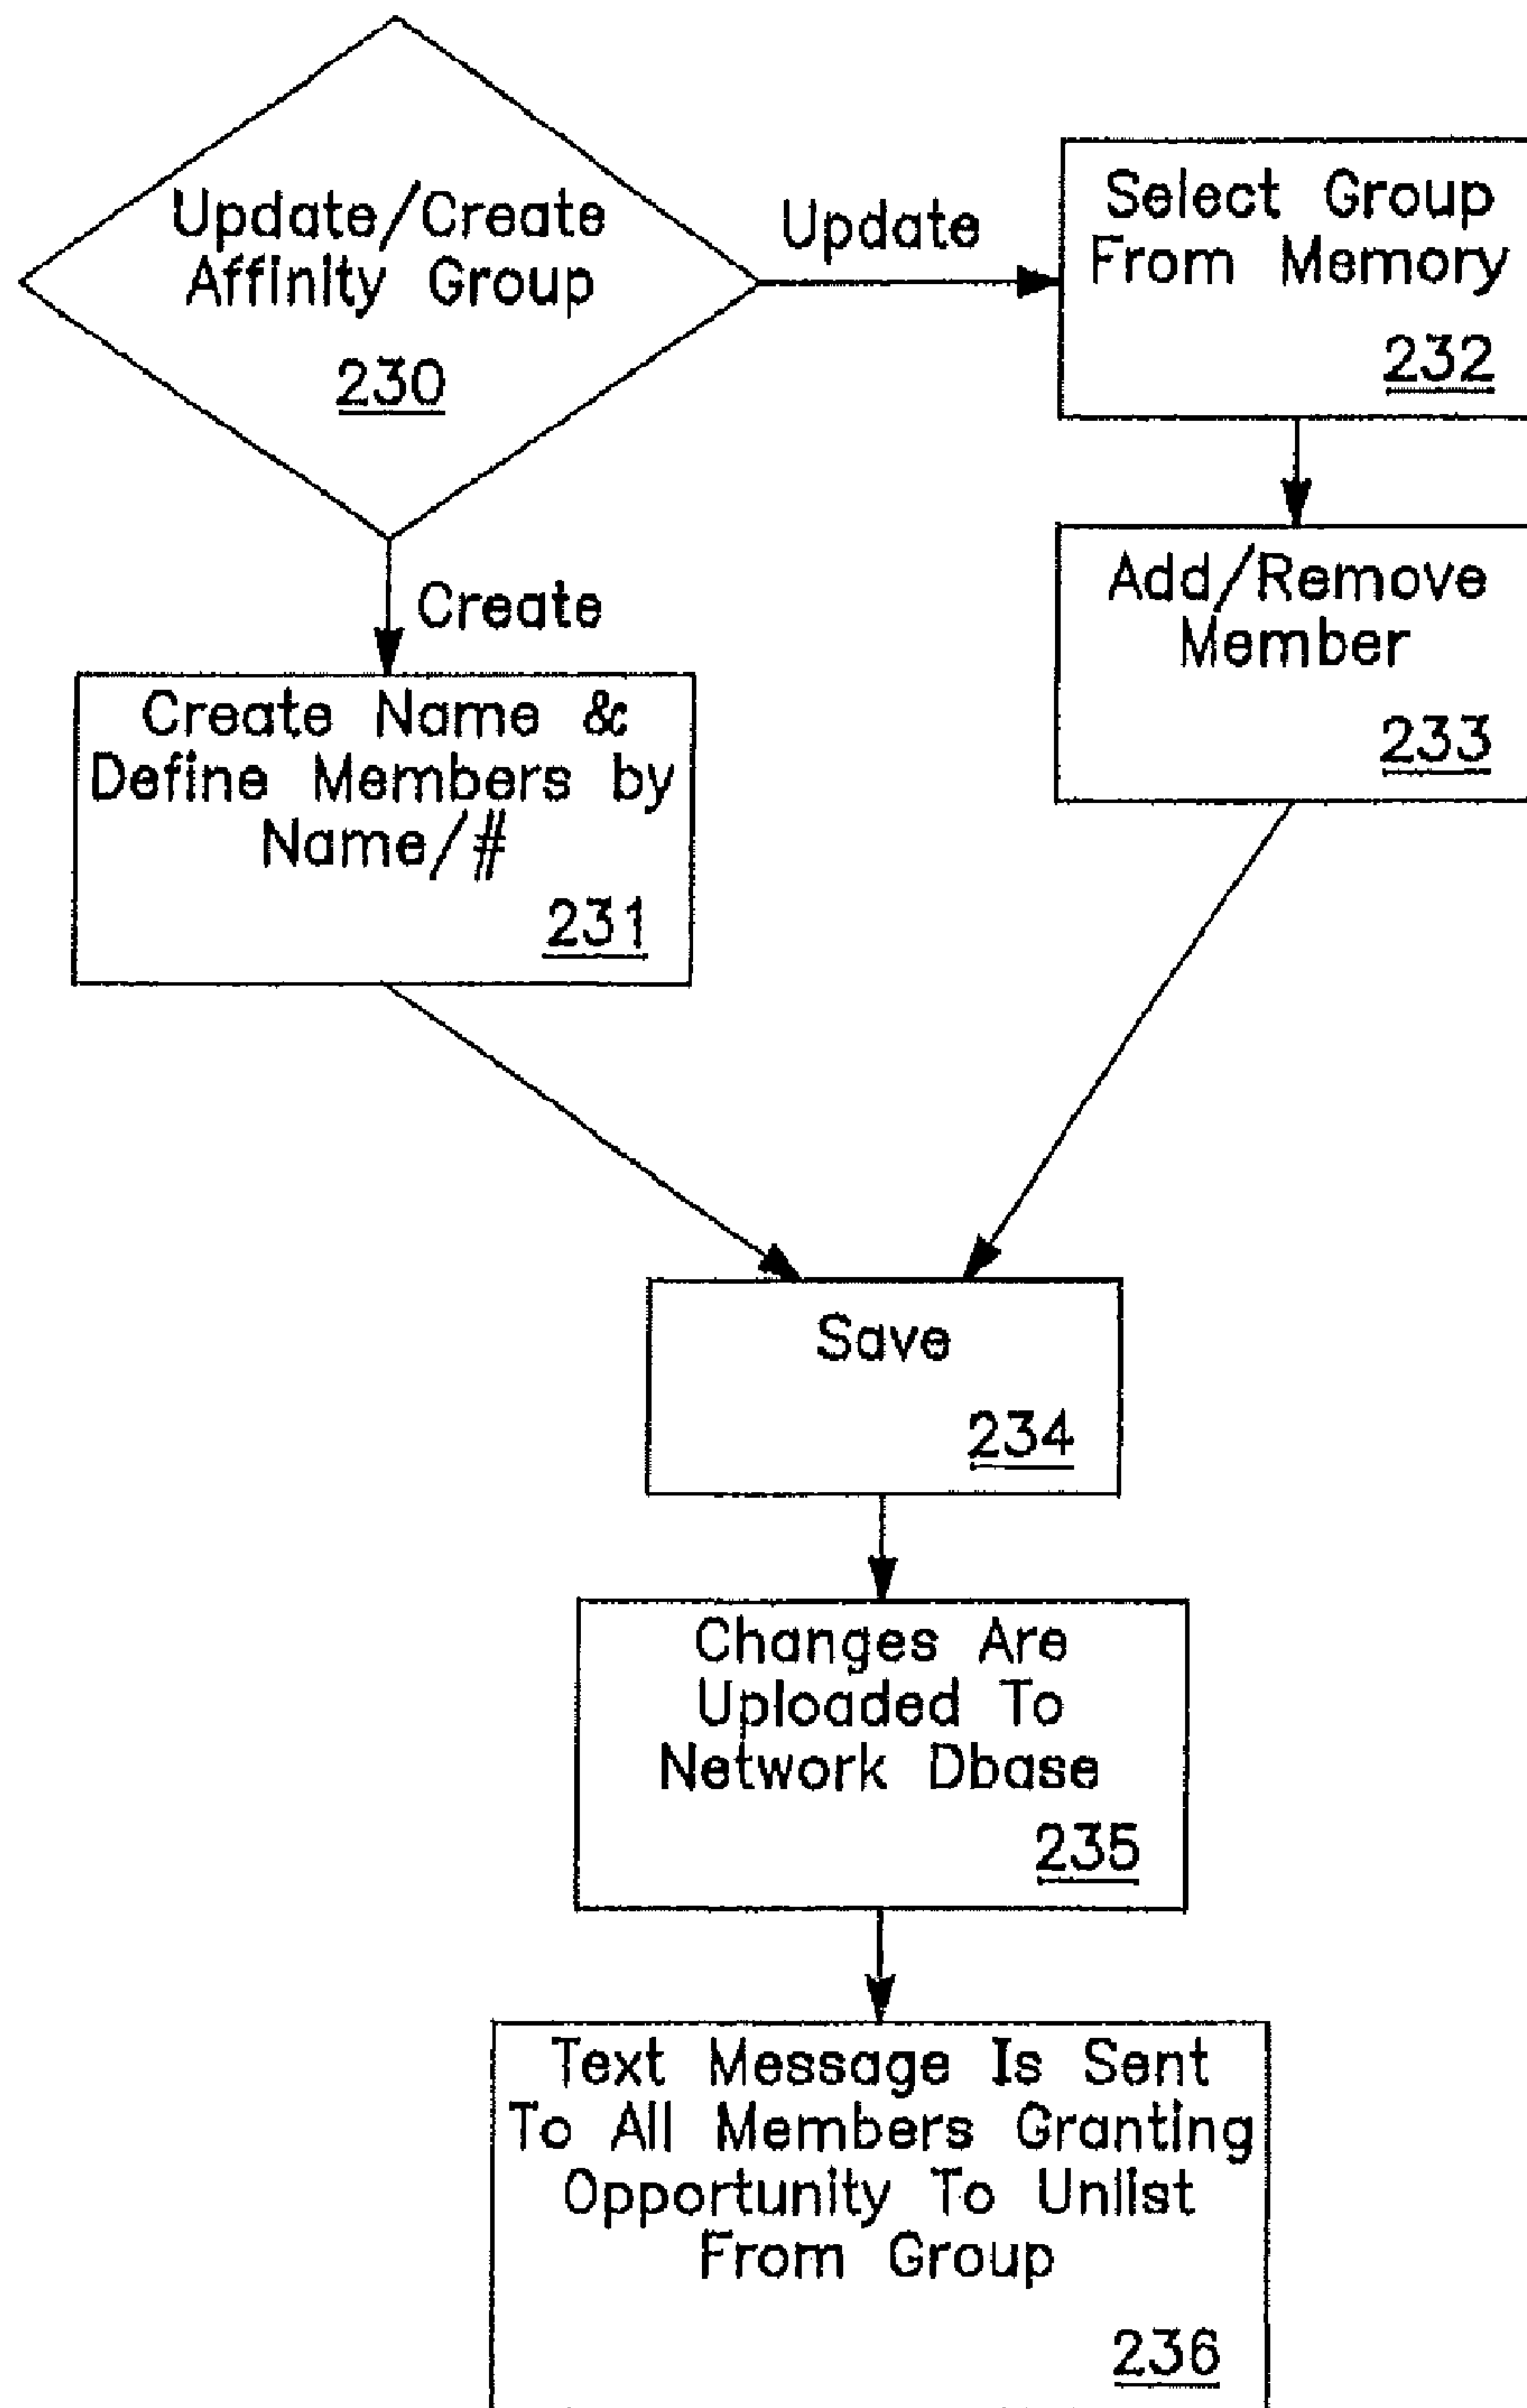 Update/Create
Affinity Group
230
Update
Select Group
From Memory
232
Create
Add/Remove
Member
233
Create Name &
Define Members by
Name/#
231
Save
234
Changes Are
Uploaded To
Network Dbase
235
Text Message Is Sent
To All Members Granting
Opportunity To Unlist
From Group
236